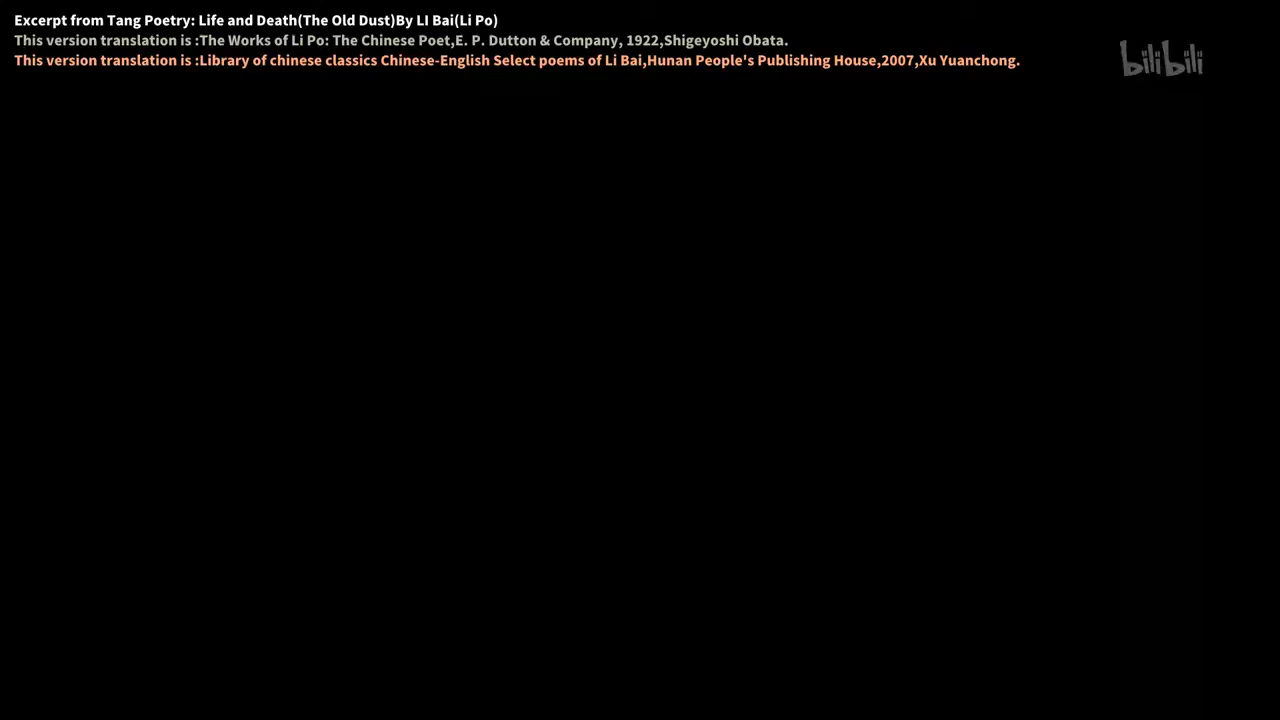 Excerpt from Tang Poetry: Life and Death(The Old Dust)By LI Bai(Li Po)
This version translation is :The Works of Li Po: The Chinese Poet,E. P. Dutton & Company, 1922,Shigeyoshi Obata.
This version translation is :Library of chinese classics Chinese-English Select poems of Li Bai,Hunan People's Publishing House,2007,Xu Yuanchong.
bilibili